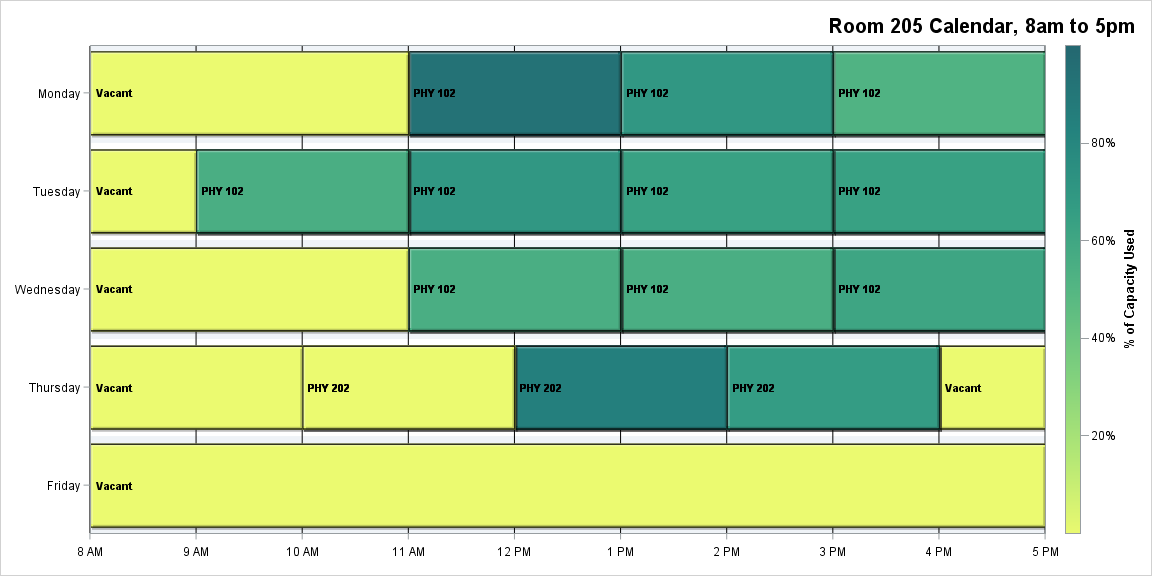 Room 205 Calendar, 8am to 5pm
Monday
Vacant
PHY 102
PHY 102
PHY 102
Tuesday
Vacant
PHY 102
PHY 102
PHY 102
PHY 102
Wednesday
Vacant
PHY 102
PHY 102
PHY 102
Thursday
Vacant
PHY 202
PHY 202
PHY 202
Vacant
Friday
Vacant
8 AM
9 AM
10 AM
11 AM
12 PM
1 PM
2 PM
3 PM
4 PM
5 PM
80%
60%
40%
20%
% of Capacity Used